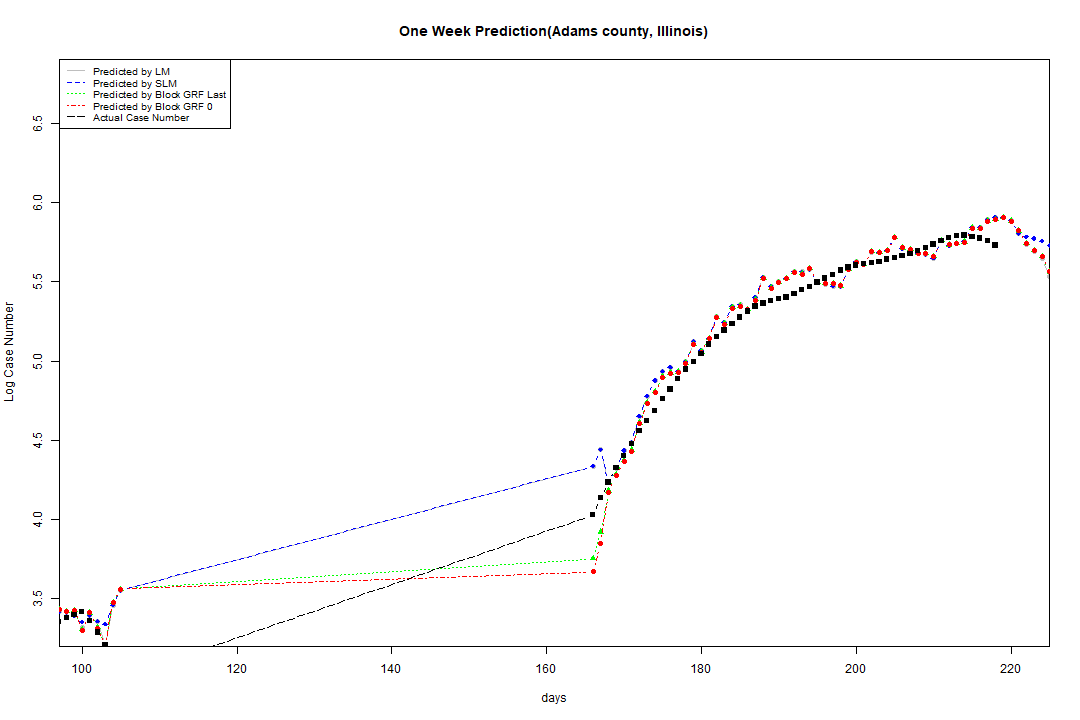 One Week Prediction(Adams county, Illinois)
Predicted by LM
Predicted by SLM
Predicted by Block GRF Last
Predicted by Block GRF 0
Actual Case Number
Log Case Number
6.5
6.0
5.5
5.0
4.5
4.0
3.5
100 120 140 160 180 200 220
days